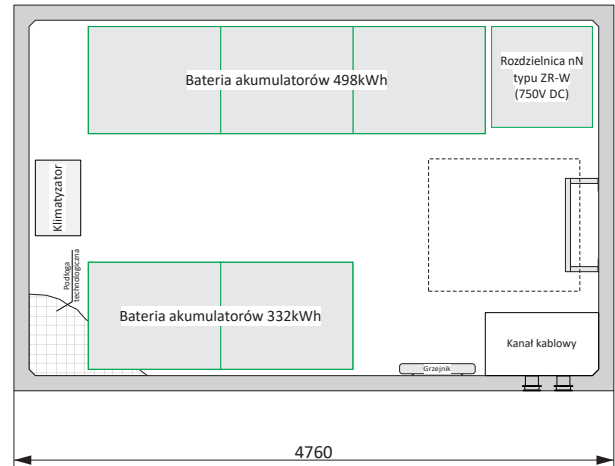 Bateria akumulatorów 498kWh
Rozdzielnica nN
typu ZR-W
(750V DC)
Klimatyzator
Podłoga
technologiczna
Bateria akumulatorów 332kWh
Kanał kablowy
Grzejnik
4760